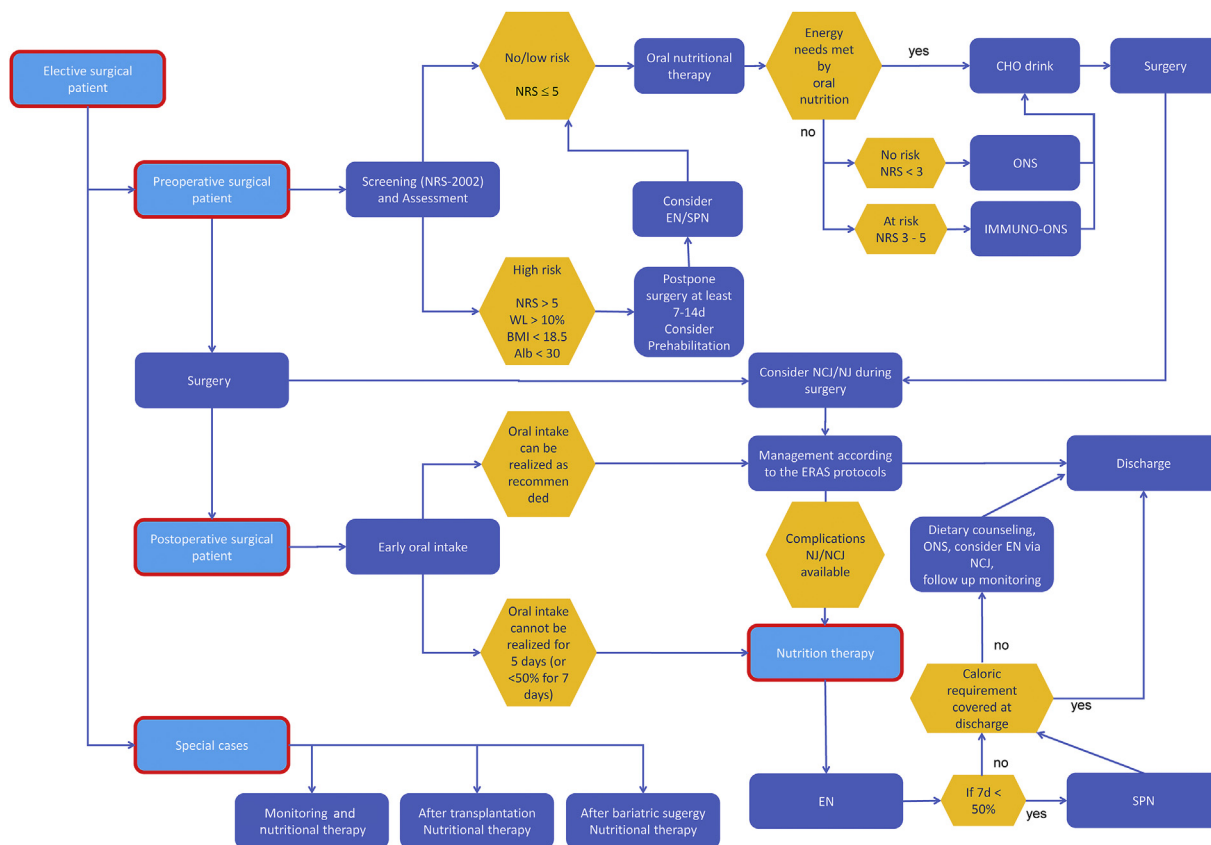 Elective surgical
patient
No/low risk
NRS ≤ 5
Oral nutritional
therapy
Energy
needs met
by
oral
nutrition
yes
CHO drink
Surgery
no
No risk
NRS < 3
ONS
At risk
NRS 3 - 5
IMMUNO-ONS
Preoperative surgical
patient
Screening (NRS-2002)
and Assessment
Consider
EN/SPN
High risk
NRS > 5
WL > 10%
BMI < 18.5
Alb < 30
Postpone
surgery at least
7-14d
Consider
Prehabilitation
Surgery
Consider NCJ/NJ during
surgery
Oral intake
can be
realized as
recommen
ded
Management according
to the ERAS protocols
Discharge
Postoperative surgical
patient
Early oral intake
Complications
NJ/NCJ
available
Dietary counseling,
ONS, consider EN via
NCJ,
follow up monitoring
Oral intake
cannot be
realized for
5 days (or
<50% for 7
days)
Nutrition therapy
no
Caloric
requirement
covered at
discharge
yes
Special cases
Monitoring and
nutritional therapy
After transplantation
Nutritional therapy
After bariatric sugergy
Nutritional therapy
EN
no
If 7d <
50%
yes
SPN